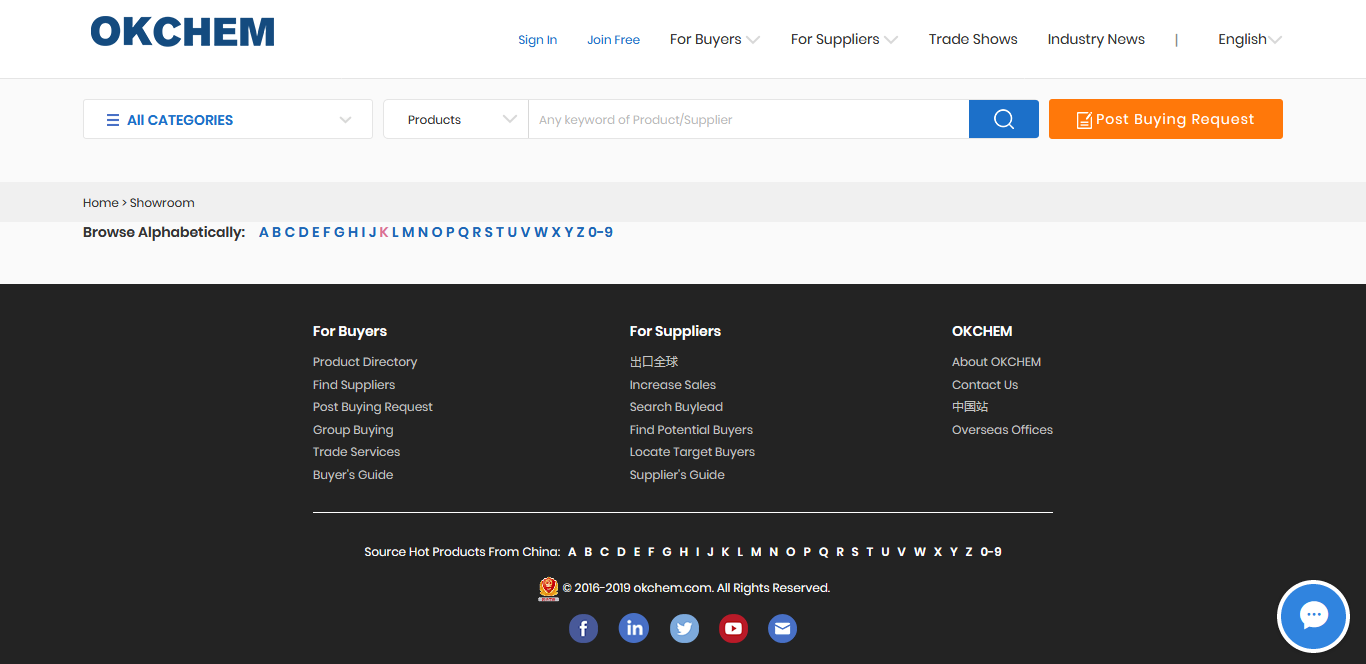 OKCHEM
Sign In Join Free For Buyers For Suppliers Trade Shows Industry News | English
All CATEGORIES Products Any keyword of Product/Supplier Post Buying Request
Home > Showroom
Browse Alphabetically: A B C D E F G H I J K L M N O P Q R S T U V W X Y Z 0-9
For Buyers
Product Directory
Find Suppliers
Post Buying Request
Group Buying
Trade Services
Buyer's Guide
For Suppliers
出口全球
Increase Sales
Search Buylead
Find Potential Buyers
Locate Target Buyers
Supplier's Guide
OKCHEM
About OKCHEM
Contact Us
中国站
Overseas Offices
Source Hot Products From China: A B C D E F G H I J K L M N O P Q R S T U V W X Y Z 0-9
© 2016-2019 okchem.com. All Rights Reserved.